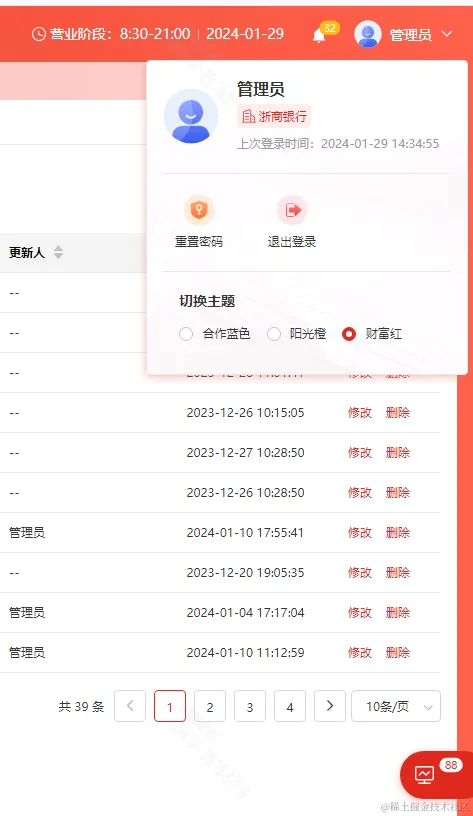 营业阶段：8:30-21:00 | 2024-01-29 32 管理员
管理员
浙商银行
上次登录时间：2024-01-29 14:34:55
重置密码 退出登录
切换主题
合作蓝色 阳光橙 财富红
更新人
--
--
--
-- 2023-12-26 10:15:05 修改 删除
-- 2023-12-27 10:28:50 修改 删除
-- 2023-12-26 10:28:50 修改 删除
管理员 2024-01-10 17:55:41 修改 删除
-- 2023-12-20 19:05:35 修改 删除
管理员 2024-01-04 17:17:04 修改 删除
管理员 2024-01-10 11:12:59 修改 删除
共 39 条 1 2 3 4 10条/页
88
@稀土掘金技术社区